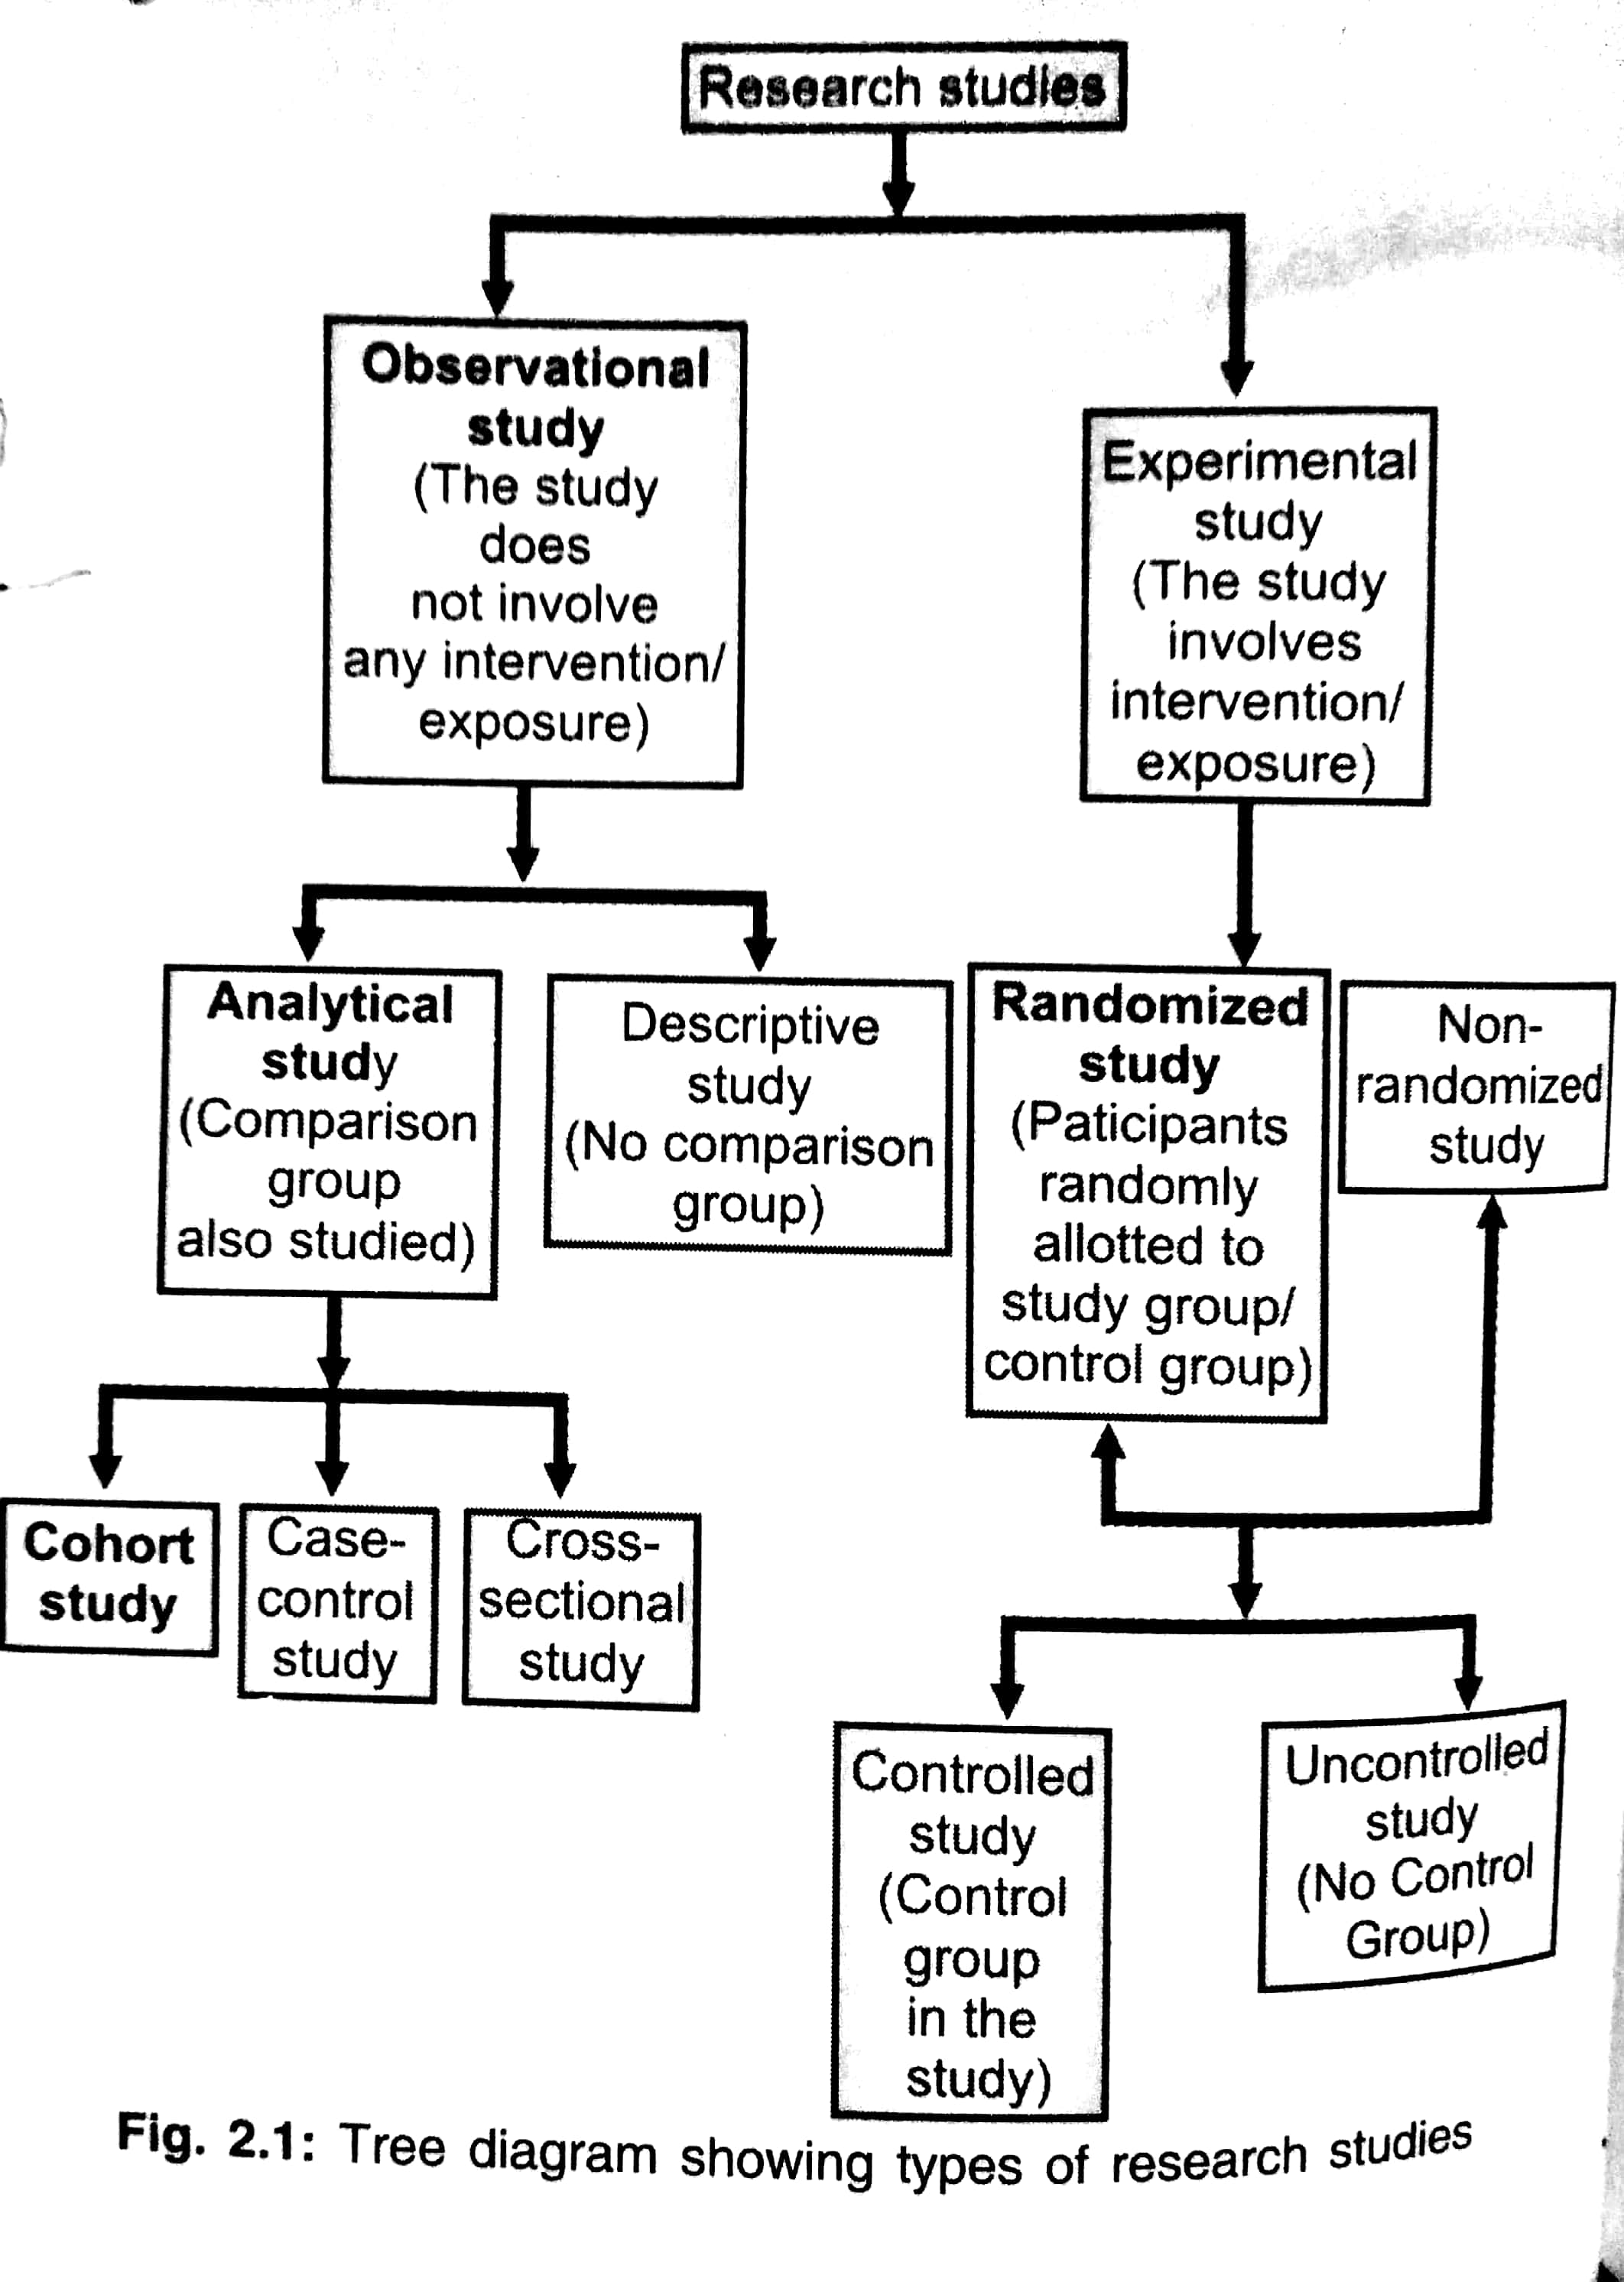 Research studies
Observational
study
(The study
does
not involve
any intervention/
exposure)
Experimental
study
(The study
involves
intervention/
exposure)
Analytical
study
(Comparison
group
also studied)
Descriptive
study
(No comparison
group)
Randomized
study
(Paticipants
randomly
allotted to
study group/
control group)
Non-
randomized
study
Cohort
study
Case-
control
study
Cross-
sectional
study
Controlled
study
(Control
group
in the
study)
Uncontrolled
study
(No Control
Group)
Fig. 2.1: Tree diagram showing types of research studies